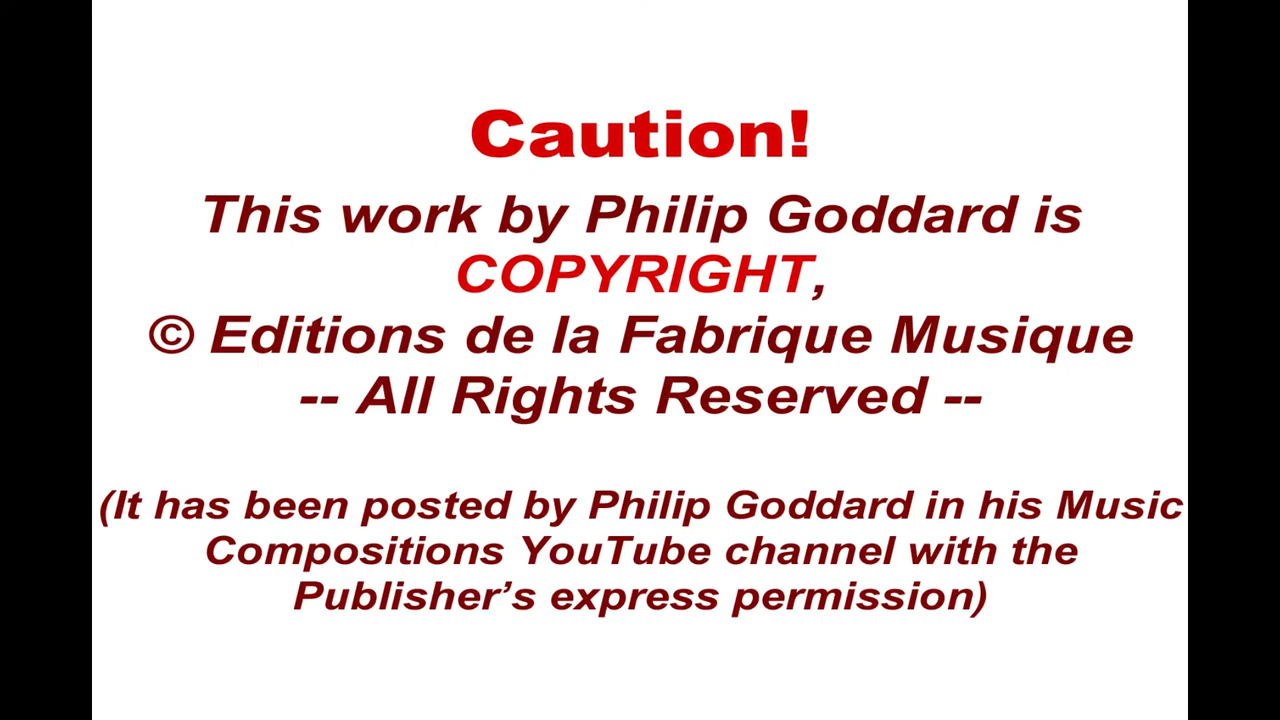 Caution!
This work by Philip Goddard is
COPYRIGHT,
© Editions de la Fabrique Musique
-- All Rights Reserved --
(It has been posted by Philip Goddard in his Music
Compositions YouTube channel with the
Publisher’s express permission)